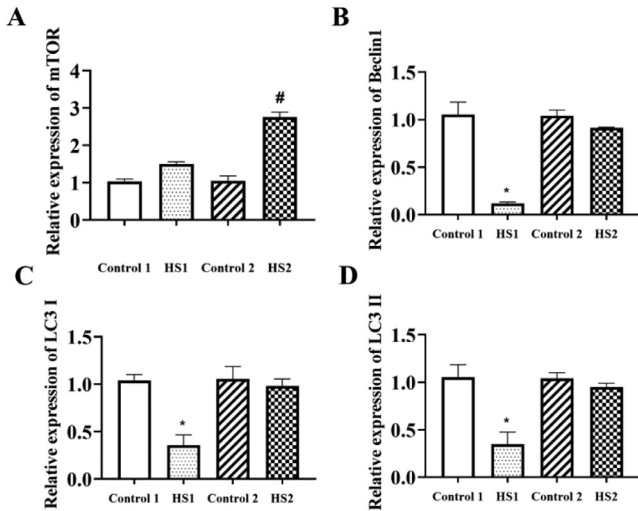 A
Relative expression of mTOR
4
3
2
1
0
#
Control 1 HS1 Control 2 HS2
B
Relative expression of Beclin1
1.5
1.0
0.5
0.0
*
Control 1 HS1 Control 2 HS2
C
Relative expression of LC3 I
1.5
1.0
0.5
0.0
*
Control 1 HS1 Control 2 HS2
D
Relative expression of LC3 II
1.5
1.0
0.5
0.0
*
Control 1 HS1 Control 2 HS2